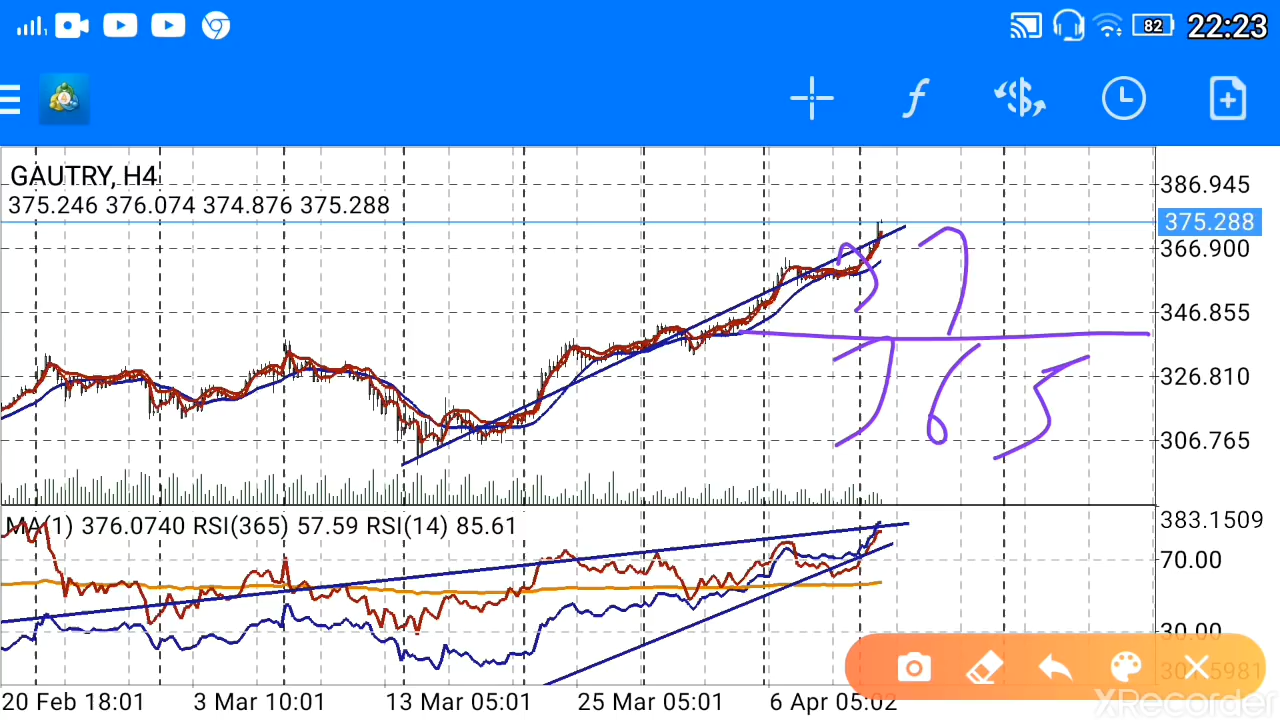 82 22:23
GAUTRY, H4
375.246 376.074 374.876 375.288
386.945
375.288
366.900
346.855
326.810
306.765
37
365
MA(1) 376.0740 RSI(365) 57.59 RSI(14) 85.61
383.1509
70.00
30.00
20 Feb 18:01 3 Mar 10:01 13 Mar 05:01 25 Mar 05:01 6 Apr 05:02
XRecorder